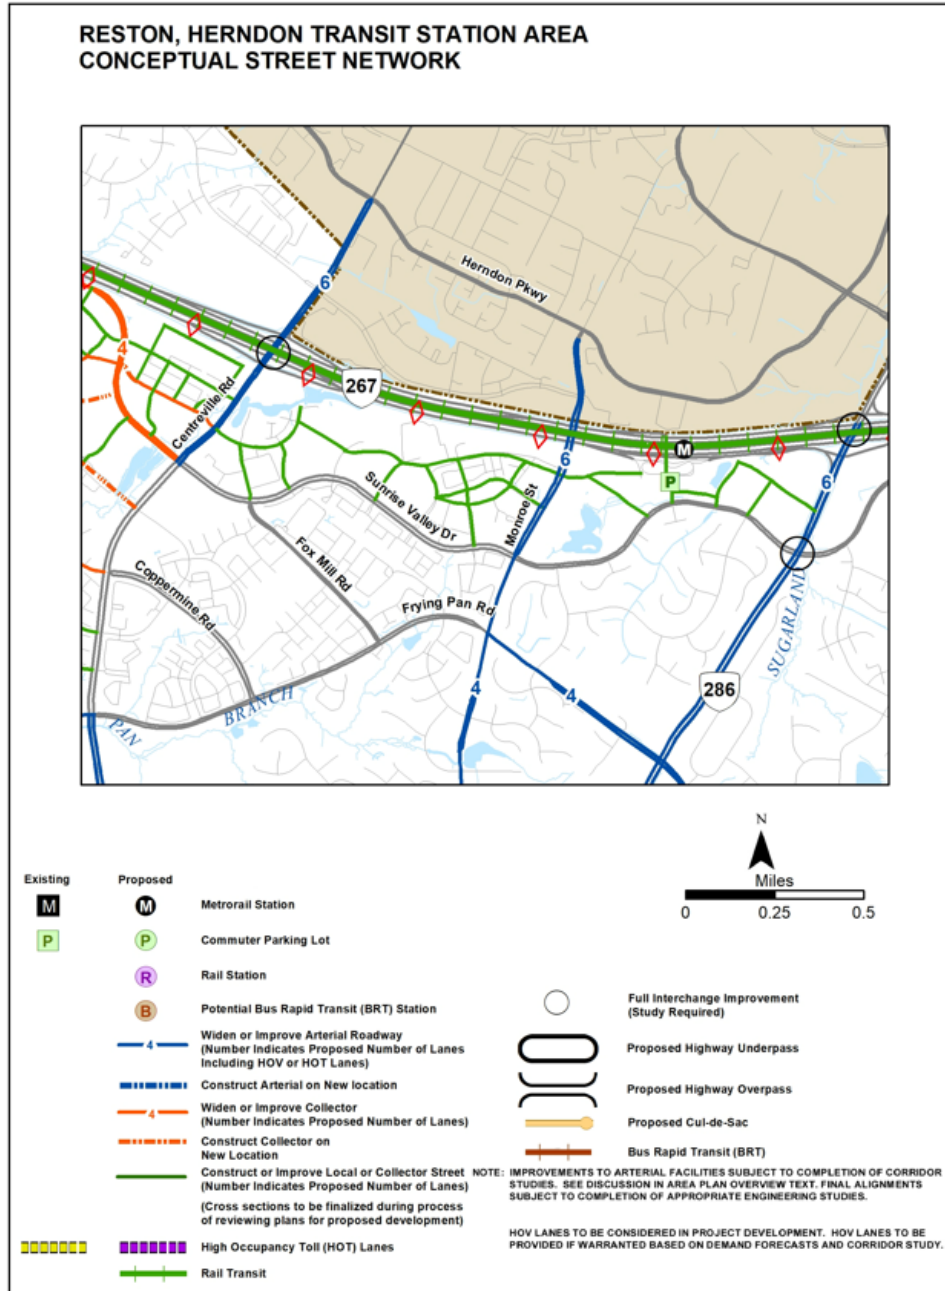 RESTON, HERNDON TRANSIT STATION AREA
CONCEPTUAL STREET NETWORK
6
Herndon Pkwy
4
267
Centreville Rd
M
6
P
6
Sunrise Valley Dr
Monroe St
Fox Mill Rd
Coppermine Rd
Frying Pan Rd
SUGARLAND
286
4
4
BRANCH
PAN
N
Miles
0 0.25 0.5
Existing Proposed
M M Metrorail Station
P P Commuter Parking Lot
R Rail Station
B Potential Bus Rapid Transit (BRT) Station
4 Widen or Improve Arterial Roadway
(Number Indicates Proposed Number of Lanes
Including HOV or HOT Lanes)
Construct Arterial on New location
4 Widen or Improve Collector
(Number Indicates Proposed Number of Lanes)
Construct Collector on
New Location
Construct or Improve Local or Collector Street
(Number Indicates Proposed Number of Lanes)
(Cross sections to be finalized during process
of reviewing plans for proposed development)
High Occupancy Toll (HOT) Lanes
Rail Transit
Full Interchange Improvement
(Study Required)
Proposed Highway Underpass
Proposed Highway Overpass
Proposed Cul-de-Sac
Bus Rapid Transit (BRT)
NOTE: IMPROVEMENTS TO ARTERIAL FACILITIES SUBJECT TO COMPLETION OF CORRIDOR
STUDIES. SEE DISCUSSION IN AREA PLAN OVERVIEW TEXT. FINAL ALIGNMENTS
SUBJECT TO COMPLETION OF APPROPRIATE ENGINEERING STUDIES.
HOV LANES TO BE CONSIDERED IN PROJECT DEVELOPMENT. HOV LANES TO BE
PROVIDED IF WARRANTED BASED ON DEMAND FORECASTS AND CORRIDOR STUDY.